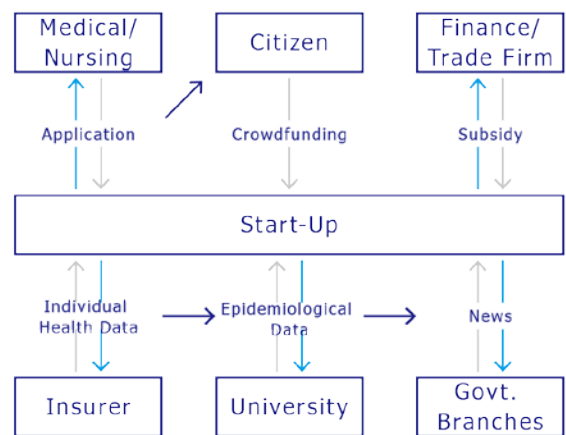 Medical/
Nursing
Citizen
Finance/
Trade Firm
Application
Crowdfunding
Subsidy
Start-Up
Individual
Health Data
Epidemiological
Data
News
Insurer
University
Govt.
Branches